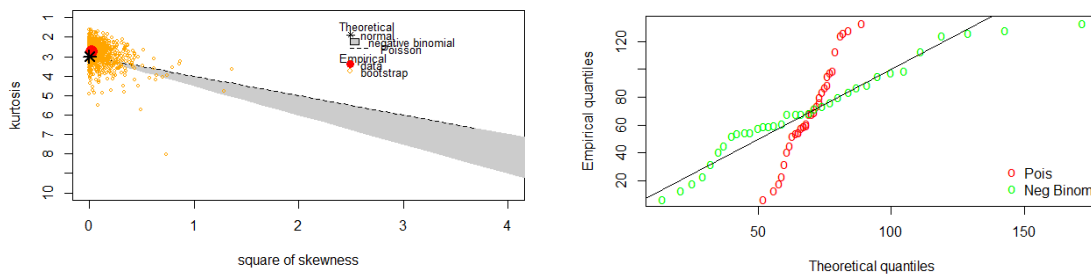 1
2
3
4
5
6
7
8
10
kurtosis
0
1
2
3
4
square of skewness
Theoretical
normal
negative binomial
Poisson
Empirical
data
bootstrap
20
40
60
80
120
Empirical quantiles
50
100
150
Theoretical quantiles
Pois
Neg Binom